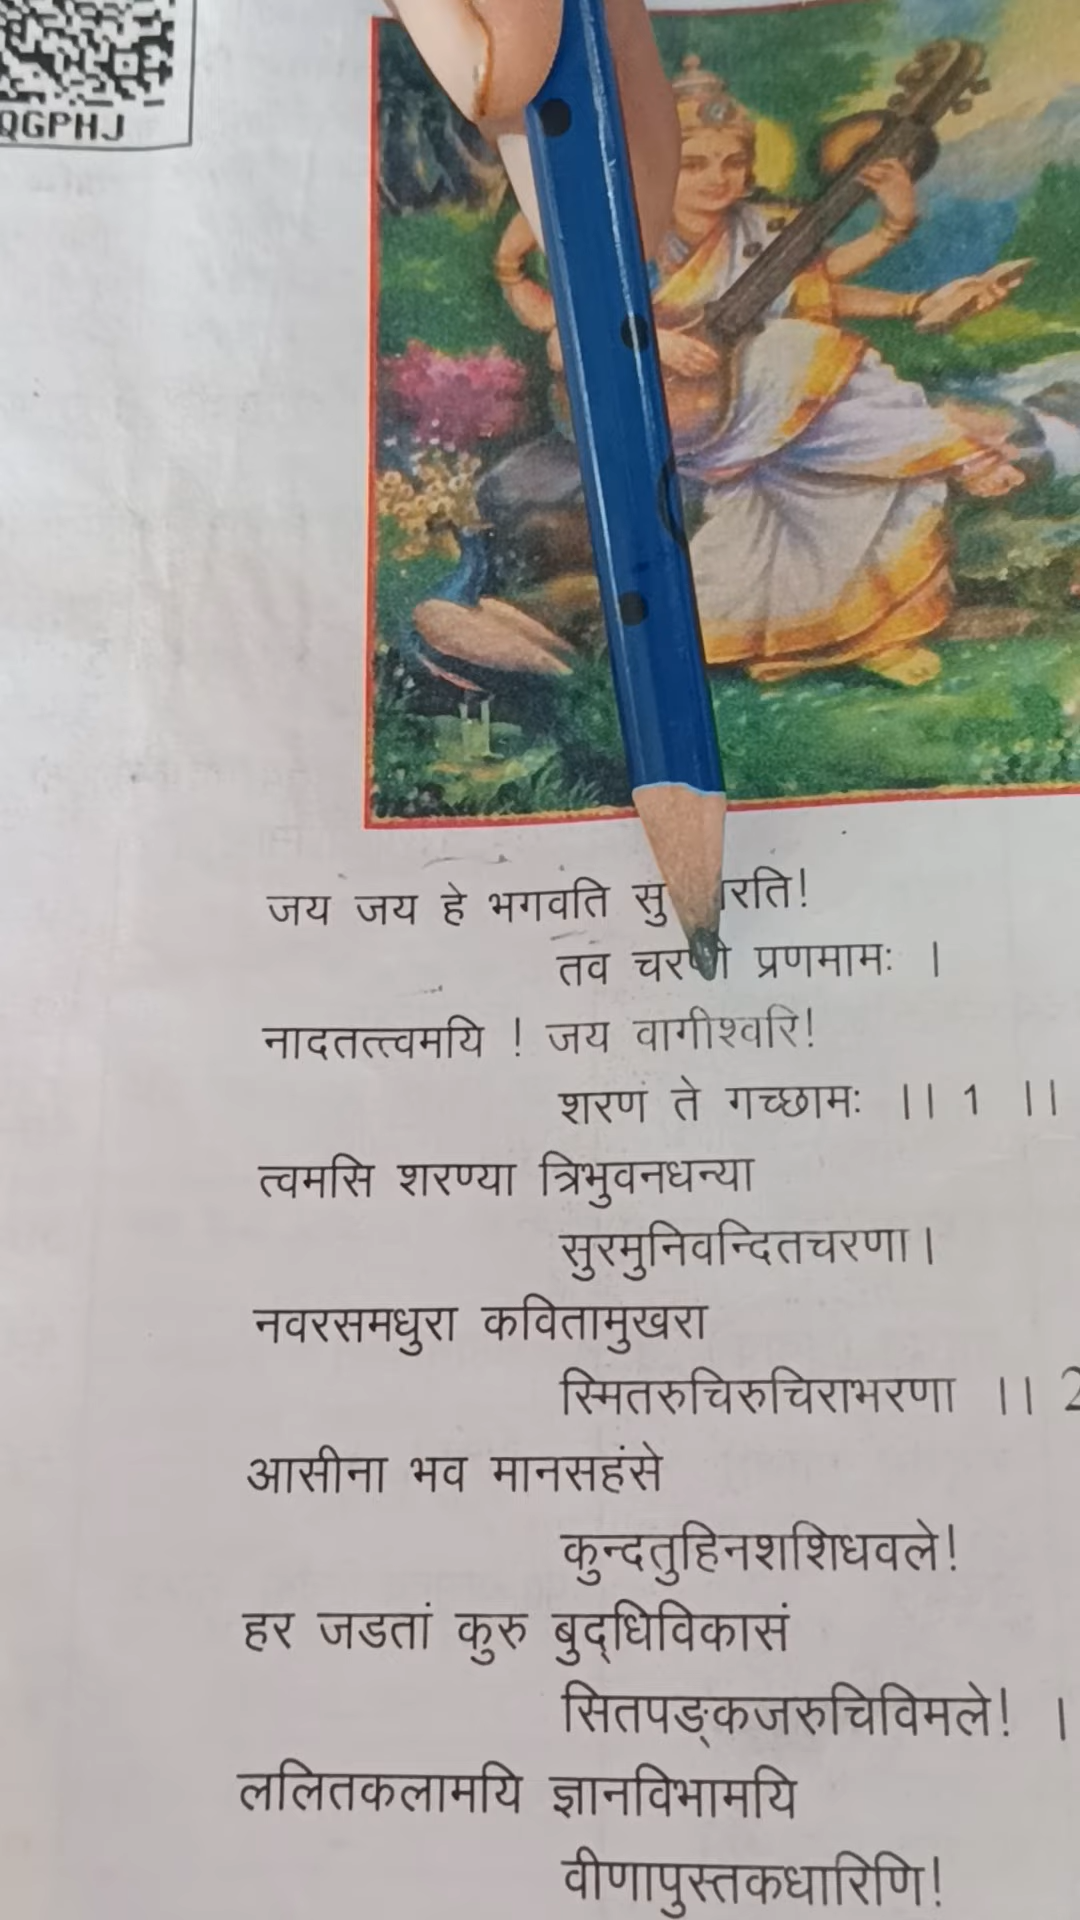 QGPHJ
जय जय हे भगवति
तव प्रणमामः ।
नादतत्त्वमयि ! जय वागीश्वरि!
शरणं ते गच्छामः ।। 1 ।।
त्वमसि शरण्या त्रिभुवनधन्या
सुरमुनिवन्दितचरणा।
नवरसमधुरा कवितामुखरा
स्मितरुचिरुचिराभरणा ।। 2
आसीना भव मानसहंसे
कुन्दतुहिनशशिधवले!
हर जडतां कुरु बुद्धिविकासं
सितपङ्कजरुचिविमले! ।
ललितकलामयि ज्ञानविभामयि
वीणापुस्तकधारिणि!